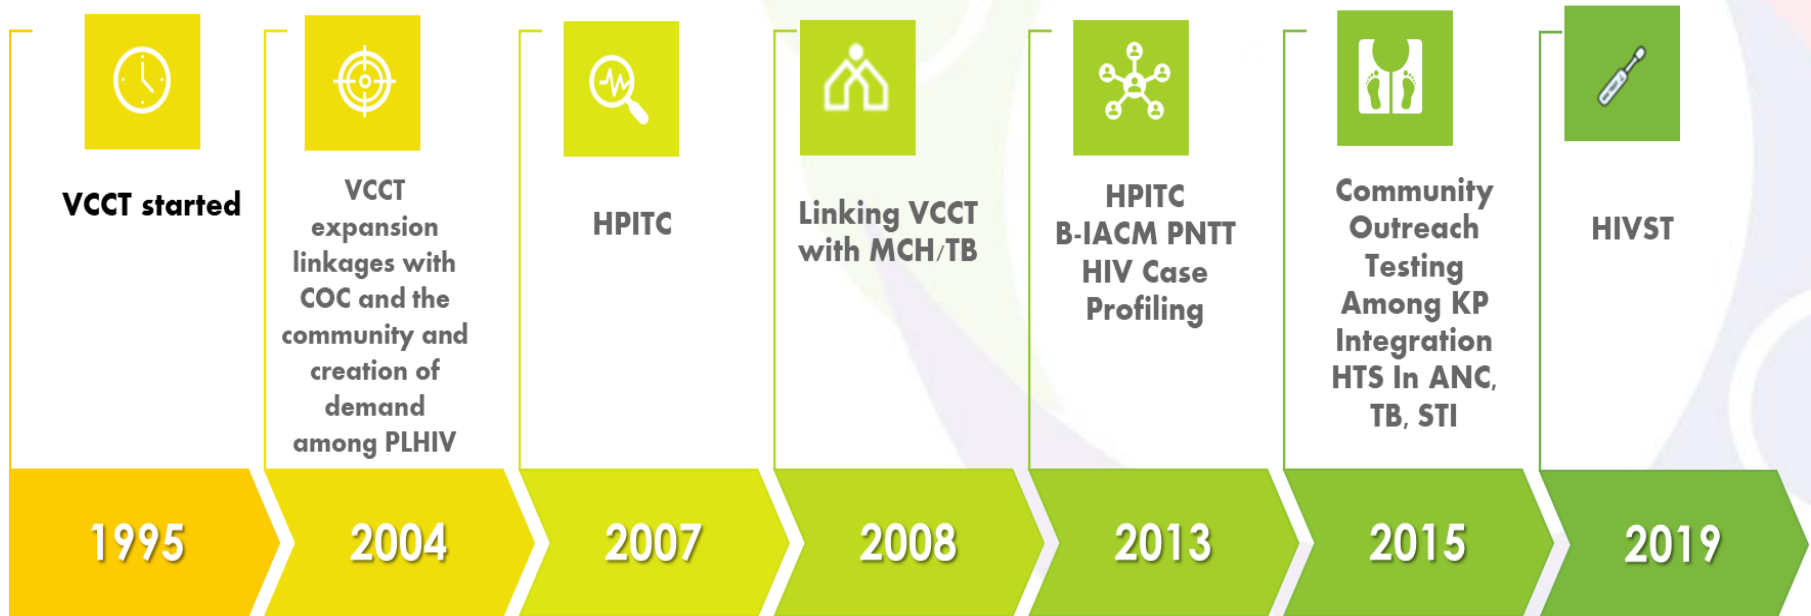 VCCT started
VCCT
expansion
linkages with
COC and the
community and
creation of
demand
among PLHIV
HPITC
Linking VCCT
with MCH/TB
HPITC
B-IACM PNTT
HIV Case
Profiling
Community
Outreach
Testing
Among KP
Integration
HTS In ANC,
TB, STI
HIVST
1995
2004
2007
2008
2013
2015
2019